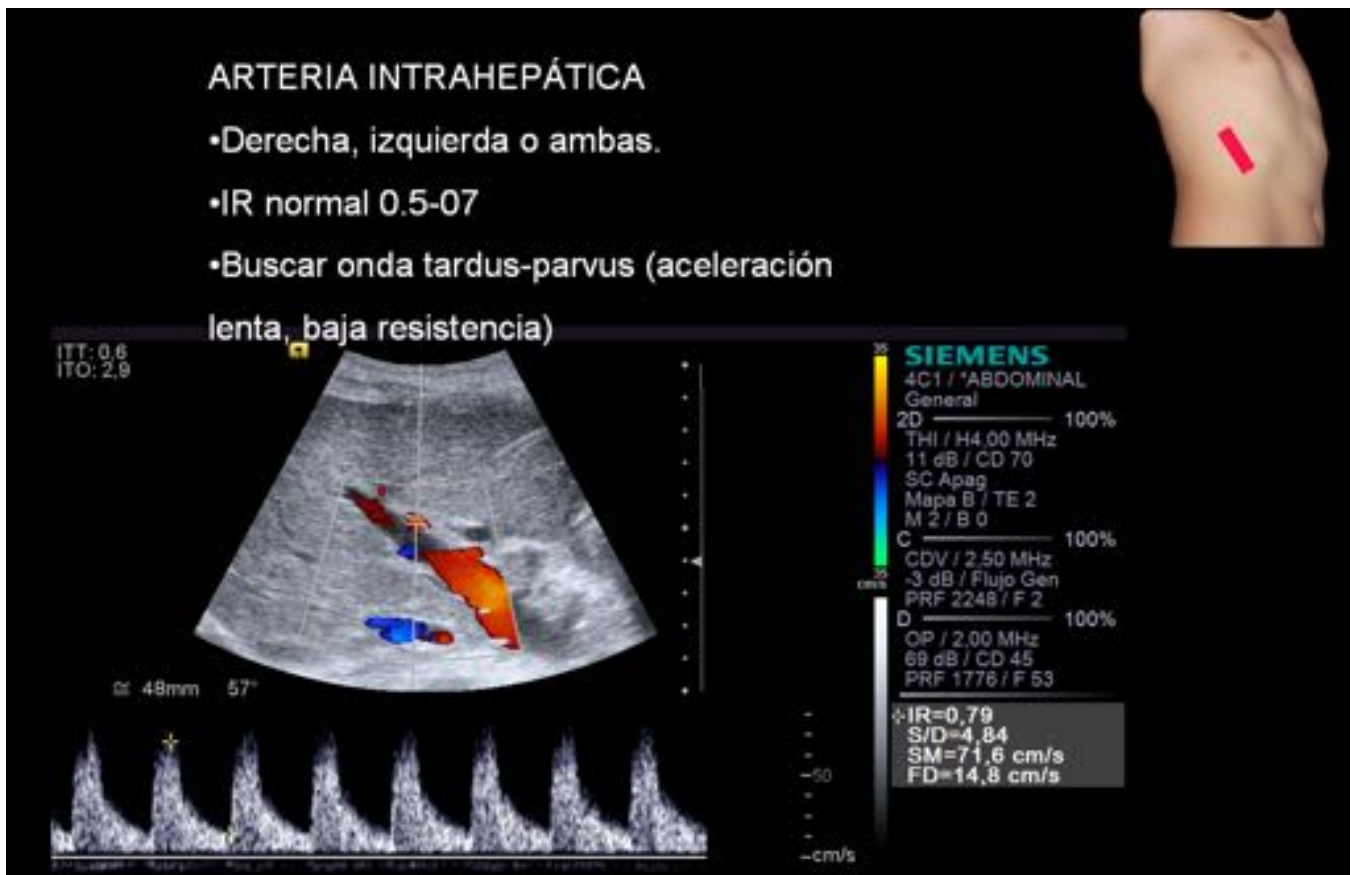 ARTERIA INTRAHEPÁTICA
•Derecha, izquierda o ambas.
•IR normal 0.5-07
•Buscar onda tardus-parvus (aceleración
lenta, baja resistencia)
ITT: 0,6
ITO: 2,9
48mm 57°
35
35
cm/s
SIEMENS
4C1 / *ABDOMINAL
General
2D 100%
THI / H4,00 MHz
11 dB / CD 70
SC Apag
Mapa B / TE 2
M 2 / B 0
C 100%
CDV / 2,50 MHz
-3 dB / Flujo Gen
PRF 2248 / F 2
D 100%
OP / 2,00 MHz
69 dB / CD 45
PRF 1776 / F 53
IR=0,79
S/D=4,84
SM=71,6 cm/s
FD=14,8 cm/s
-50
-cm/s